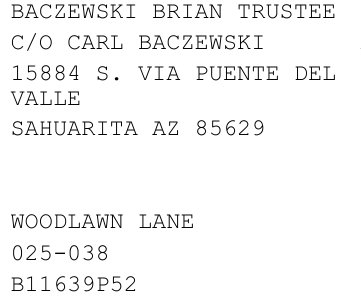 BACZEWSKI BRIAN TRUSTEE
C/O CARL BACZEWSKI
15884 S. VIA PUENTE DEL
VALLE
SAHUARITA AZ 85629
WOODLAWN LANE
025-038
B11639P52